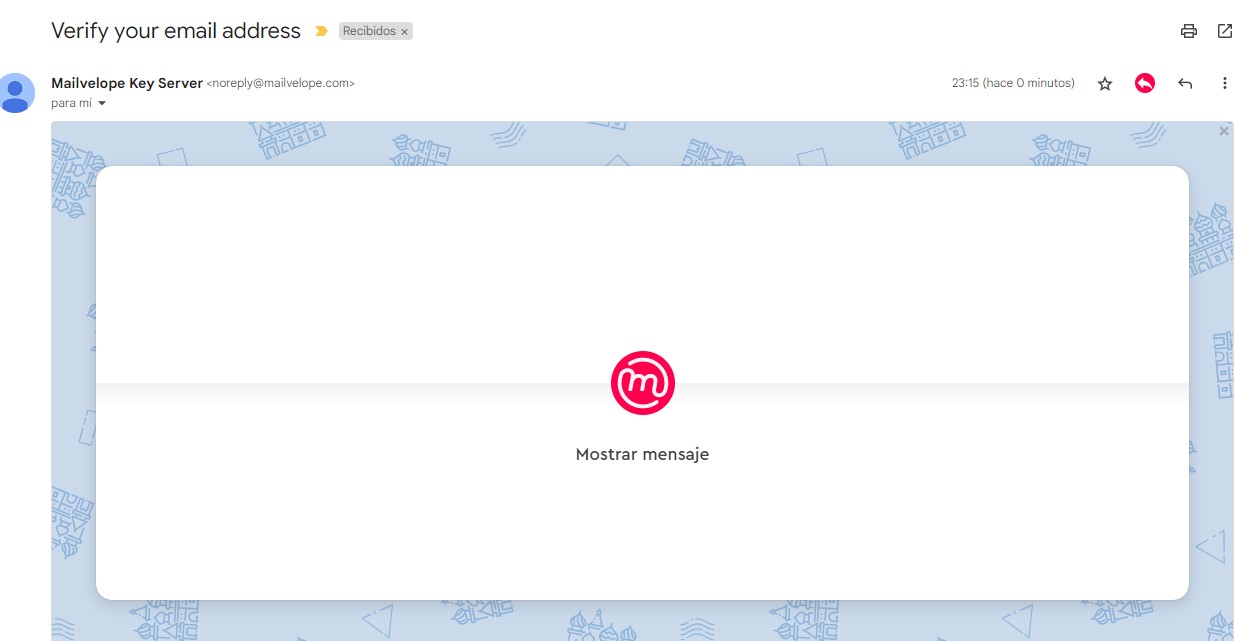 Verify your email address Recibidos ×
Mailvelope Key Server <noreply@mailvelope.com> 23:15 (hace 0 minutos)
para mí
m
Mostrar mensaje